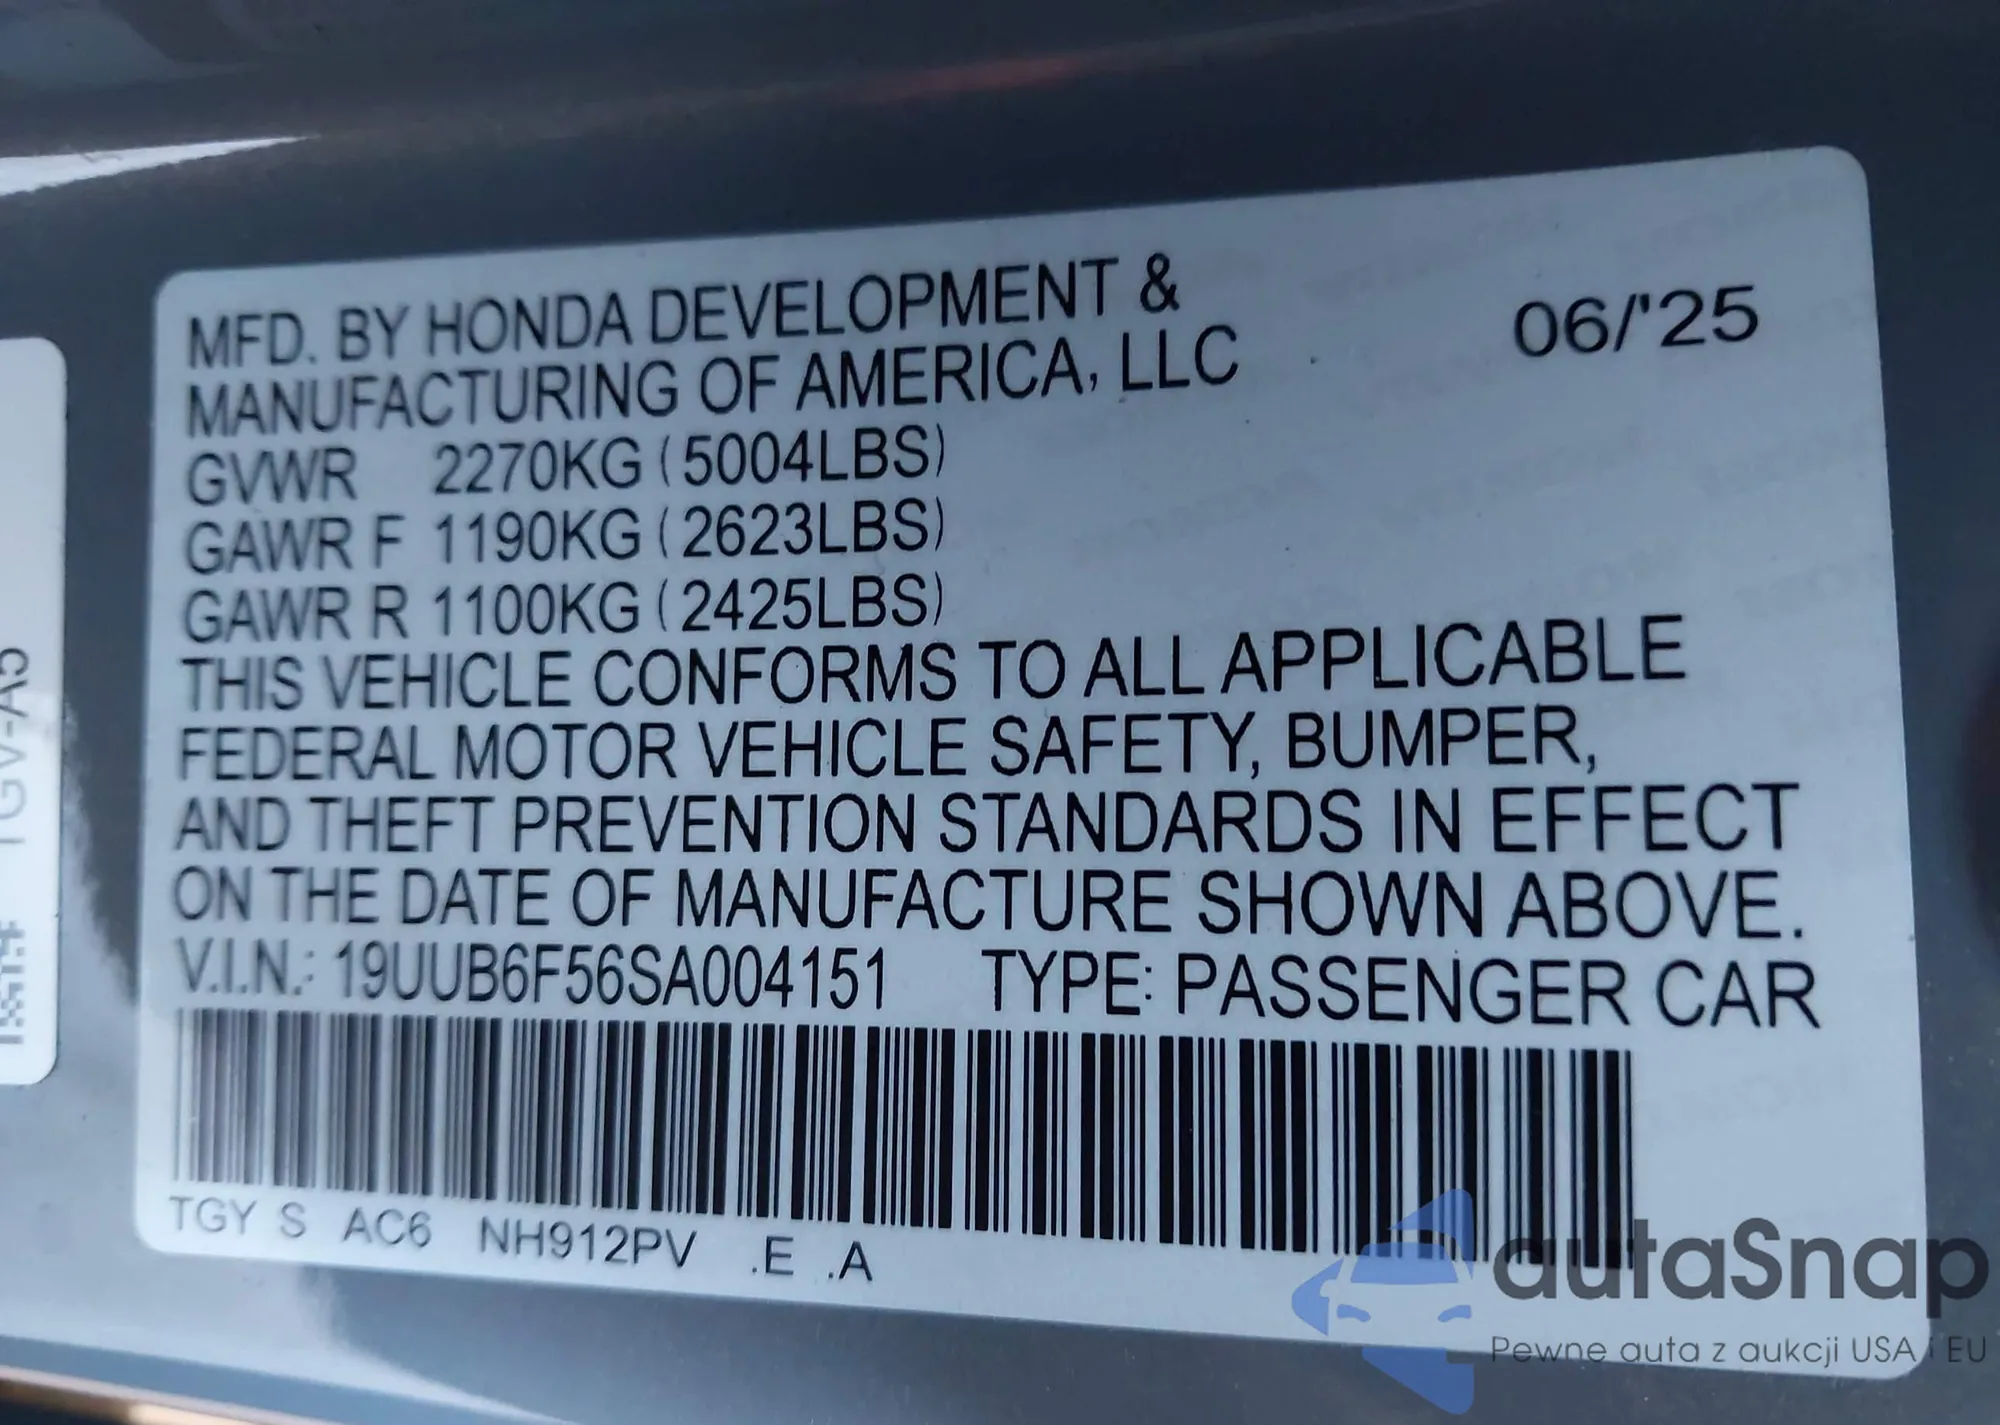 MFD. BY HONDA DEVELOPMENT &
MANUFACTURING OF AMERICA, LLC
06/'25
GVWR 2270KG (5004LBS)
GAWR F 1190KG (2623LBS)
GAWR R 1100KG (2425LBS)
THIS VEHICLE CONFORMS TO ALL APPLICABLE
FEDERAL MOTOR VEHICLE SAFETY, BUMPER,
AND THEFT PREVENTION STANDARDS IN EFFECT
ON THE DATE OF MANUFACTURE SHOWN ABOVE.
V.I.N.: 19UUB6F56SA004151 TYPE: PASSENGER CAR
TGY S AC6 NH912PV .E .A
TGV-A5
autaSnap
Pewne auta z aukcji USA i EU